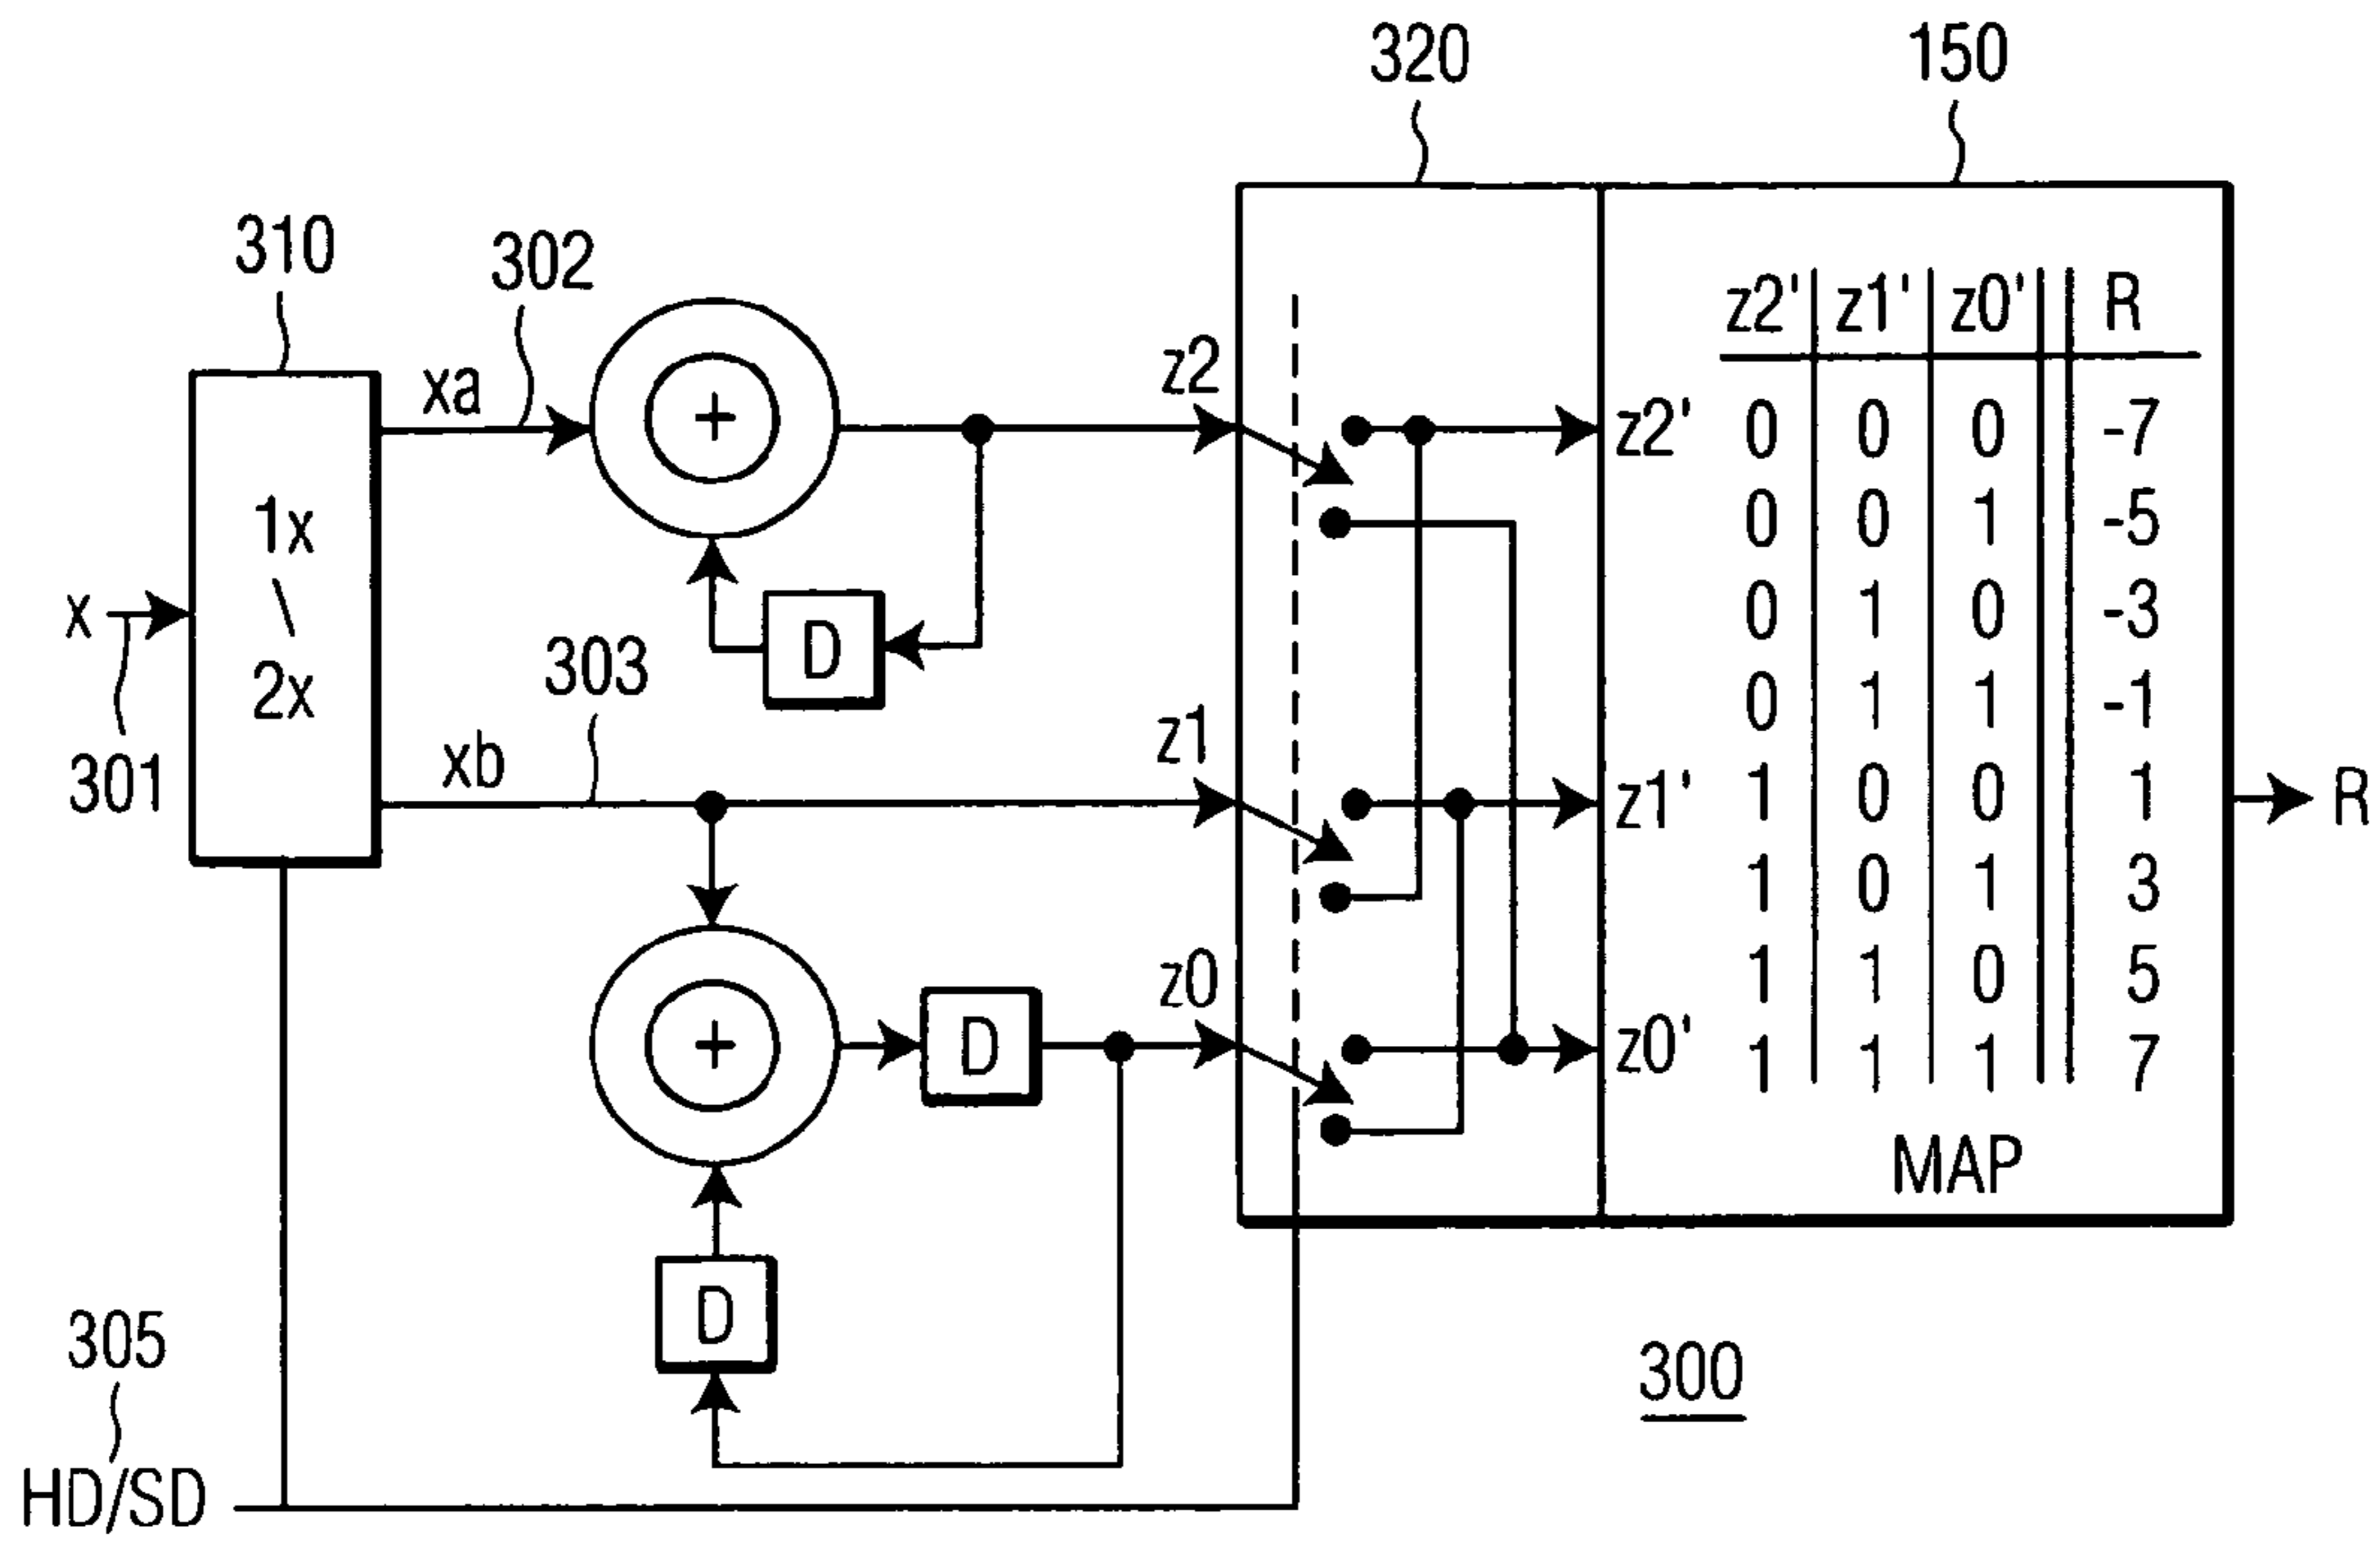 320
150
310
302
xa
z2
z2' z1' z0' R
0 0 0 -7
0 0 1 -5
0 1 0 -3
0 1 1 -1
1 0 0 1
1 0 1 3
1 1 0 5
1 1 1 7
MAP
z2'
z1'
z0'
R
1x
\
2x
x
301
+
D
303
xb
z1
z0
+
D
D
305
HD/SD
300